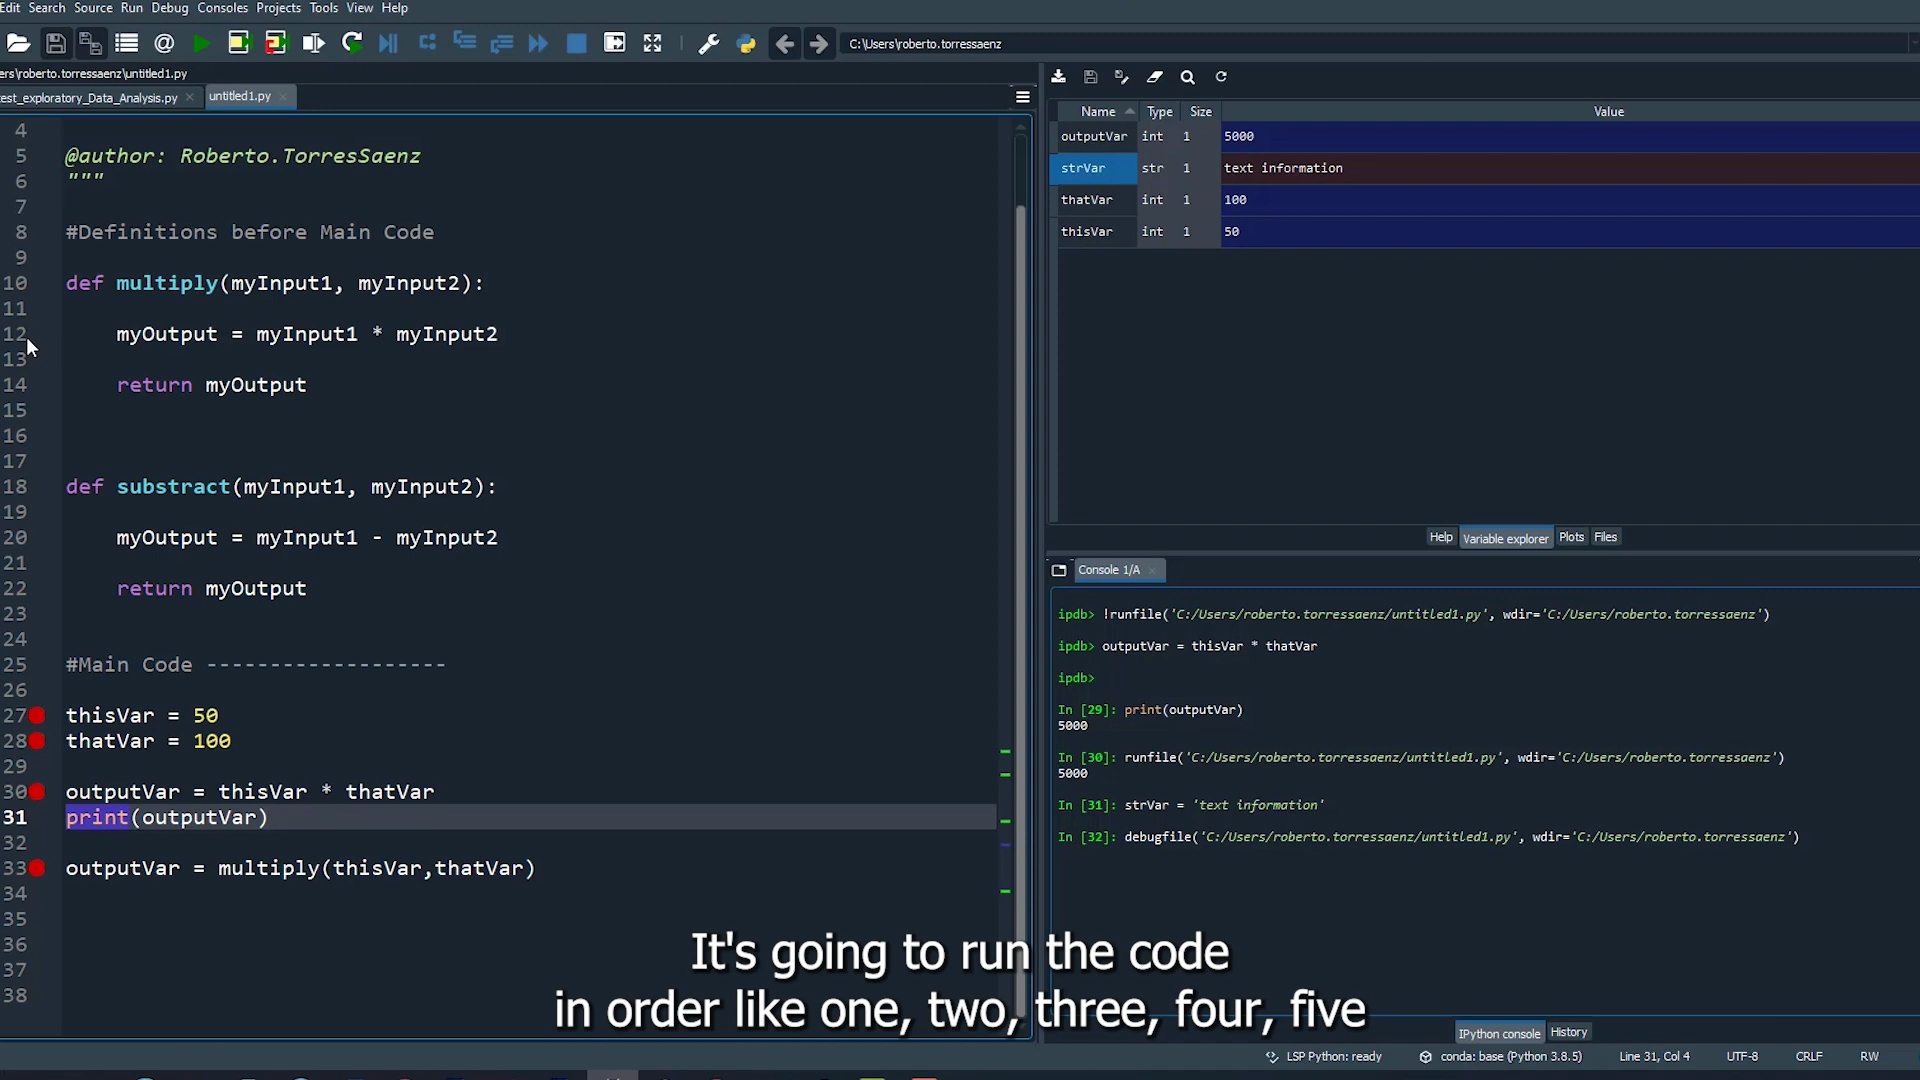 Edit Search Source Run Debug Consoles Projects Tools View Help
C:\Users\roberto.torressaenz
ers\roberto.torressaenz\untitled1.py
est_exploratory_Data_Analysis.py
untitled1.py
4
5 @author: Roberto.TorresSaenz
6 """
7
8 #Definitions before Main Code
9
10 def multiply(myInput1, myInput2):
11
12 myOutput = myInput1 * myInput2
13
14 return myOutput
15
16
17
18 def substract(myInput1, myInput2):
19
20 myOutput = myInput1 - myInput2
21
22 return myOutput
23
24
25 #Main Code -------------------
26
27 thisVar = 50
28 thatVar = 100
29
30 outputVar = thisVar * thatVar
31 print(outputVar)
32
33 outputVar = multiply(thisVar,thatVar)
34
35
36
37
38
Name Type Size Value
outputVar int 1 5000
strVar str 1 text information
thatVar int 1 100
thisVar int 1 50
Help Variable explorer Plots Files
Console 1/A
ipdb> !runfile('C:/Users/roberto.torressaenz/untitled1.py', wdir='C:/Users/roberto.torressaenz')
ipdb> outputVar = thisVar * thatVar
ipdb>
In [29]: print(outputVar)
5000
In [30]: runfile('C:/Users/roberto.torressaenz/untitled1.py', wdir='C:/Users/roberto.torressaenz')
5000
In [31]: strVar = 'text information'
In [32]: debugfile('C:/Users/roberto.torressaenz/untitled1.py', wdir='C:/Users/roberto.torressaenz')
It's going to run the code
in order like one, two, three, four, five
IPython console History
LSP Python: ready conda: base (Python 3.8.5) Line 31, Col 4 UTF-8 CRLF RW